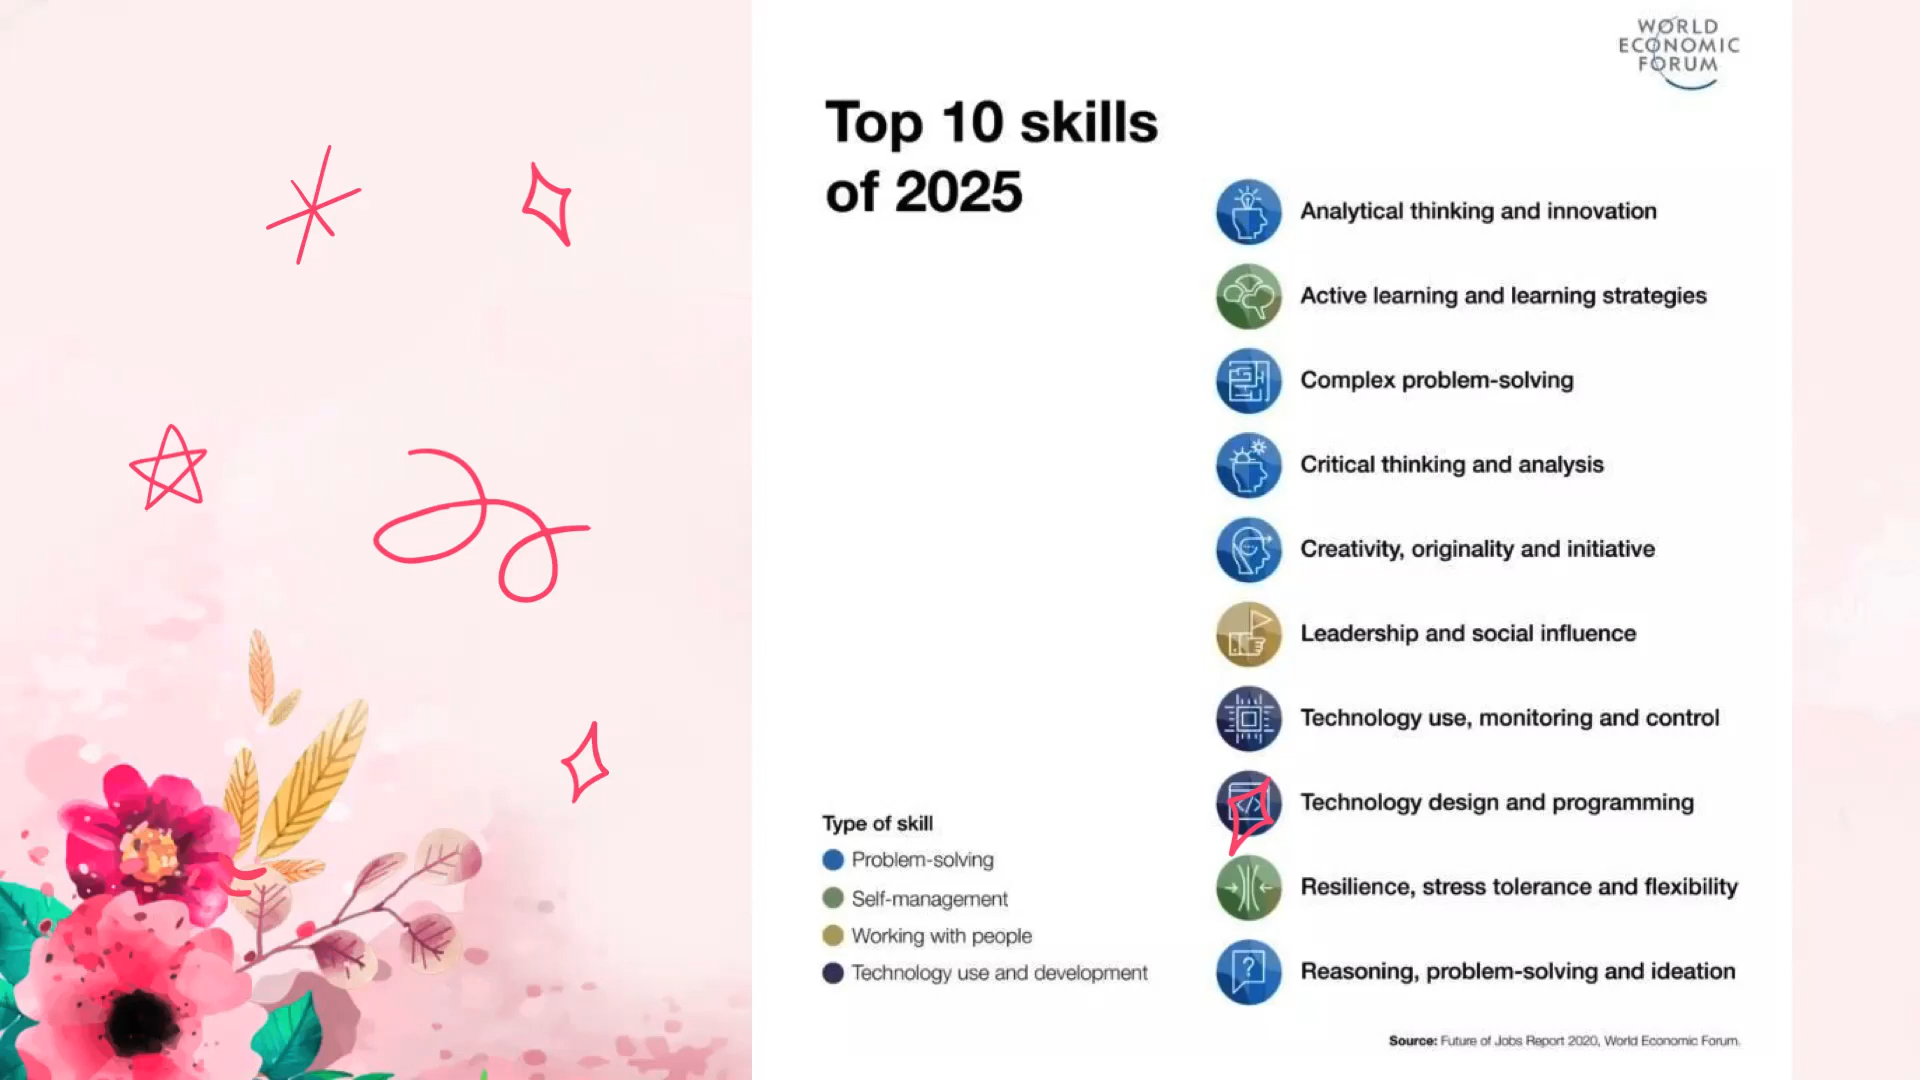 WORLD
ECONOMIC
FORUM
Top 10 skills
of 2025
Analytical thinking and innovation
Active learning and learning strategies
Complex problem-solving
Critical thinking and analysis
Creativity, originality and initiative
Leadership and social influence
Technology use, monitoring and control
Technology design and programming
Resilience, stress tolerance and flexibility
Reasoning, problem-solving and ideation
Type of skill
Problem-solving
Self-management
Working with people
Technology use and development
Source: Future of Jobs Report 2020, World Economic Forum.